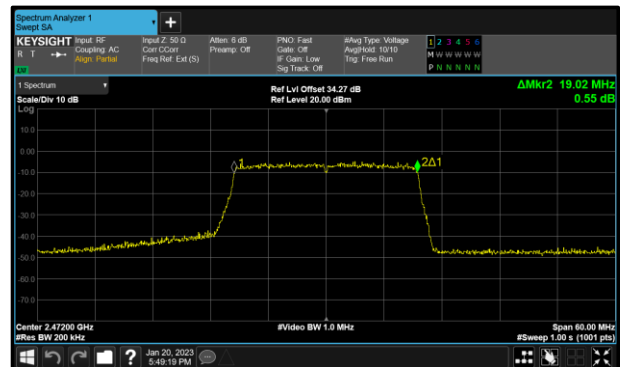 Spectrum Analyzer 1
Swept SA
+
KEYSIGHT
R T
LW
Input: RF
Coupling: AC
Align: Partial
Input Z: 50 Ω
Corr CCorr
Freq Ref: Ext (S)
Atten: 6 dB
Preamp: Off
PNO: Fast
Gate: Off
IF Gain: Low
Sig Track: Off
#Avg Type: Voltage
Avg|Hold: 10/10
Trig: Free Run
1 2 3 4 5 6
M W W W W W
P N N N N N
1 Spectrum
Scale/Div 10 dB
Log
Ref Lvl Offset 34.27 dB
Ref Level 20.00 dBm
ΔMkr2 19.02 MHz
0.55 dB
10.0
0.00
-10.0
-20.0
-30.0
-40.0
-50.0
-60.0
-70.0
1
2Δ1
Center 2.47200 GHz
#Res BW 200 kHz
#Video BW 1.0 MHz
Span 60.00 MHz
#Sweep 1.00 s (1001 pts)
?
Jan 20, 2023
5:49:19 PM